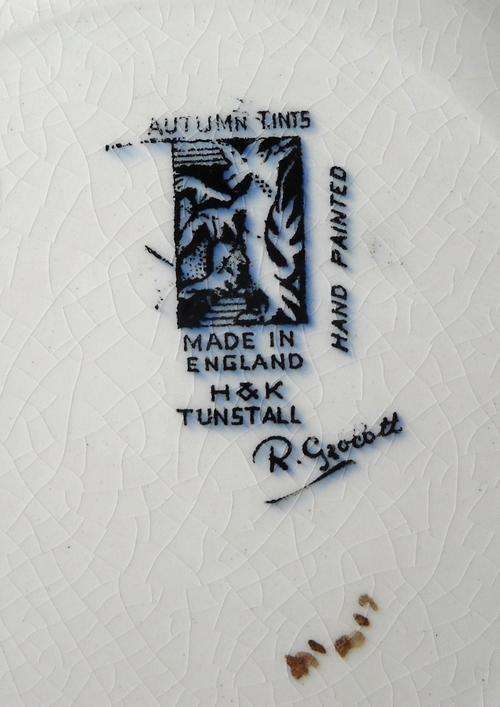 AUTUMN TINTS
HAND PAINTED
MADE IN
ENGLAND
H&K
TUNSTALL
R. Grocott